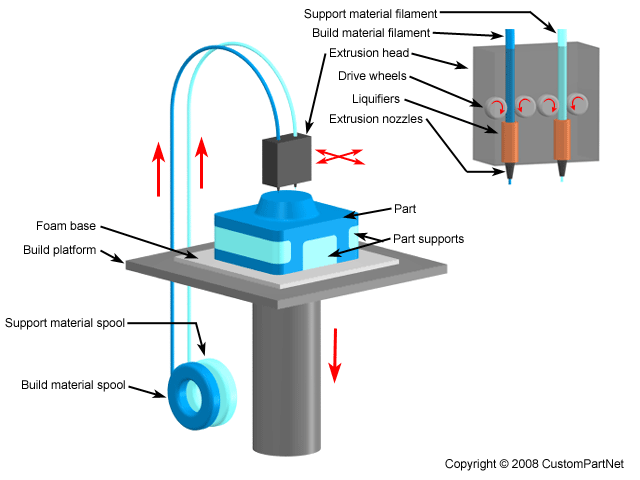 Support material filament
Build material filament
Extrusion head
Drive wheels
Liquifiers
Extrusion nozzles
Part
Foam base
Part supports
Build platform
Support material spool
Build material spool
Copyright © 2008 CustomPartNet